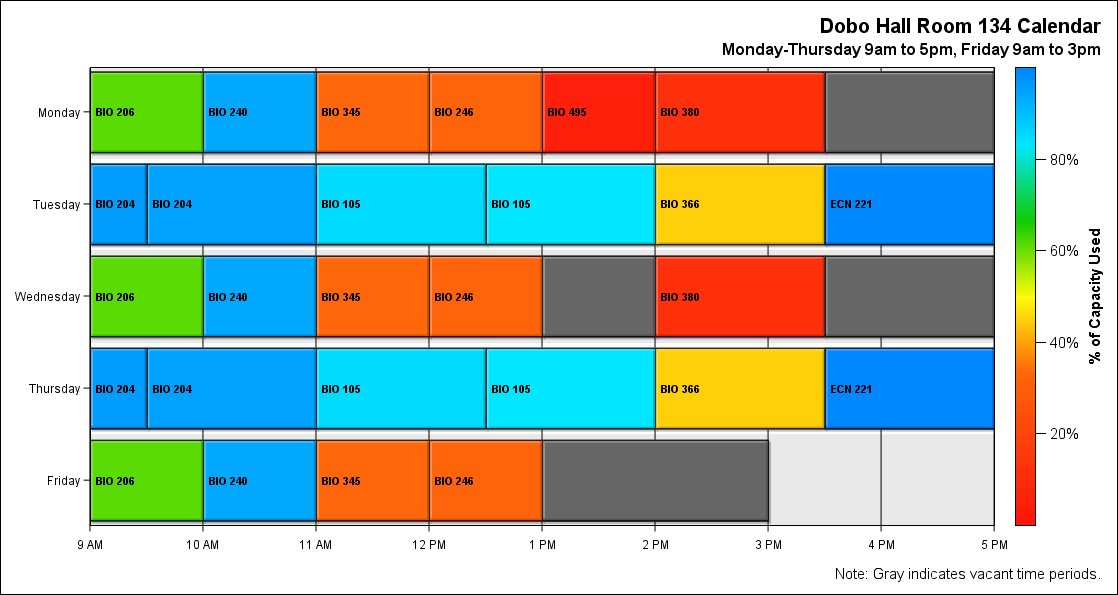 Dobo Hall Room 134 Calendar
Monday-Thursday 9am to 5pm, Friday 9am to 3pm
Monday BIO 206 BIO 240 BIO 345 BIO 246 BIO 495 BIO 380
Tuesday BIO 204 BIO 204 BIO 105 BIO 105 BIO 366 ECN 221
Wednesday BIO 206 BIO 240 BIO 345 BIO 246 BIO 380
Thursday BIO 204 BIO 204 BIO 105 BIO 105 BIO 366 ECN 221
Friday BIO 206 BIO 240 BIO 345 BIO 246
9 AM 10 AM 11 AM 12 PM 1 PM 2 PM 3 PM 4 PM 5 PM
80%
60%
40%
20%
% of Capacity Used
Note: Gray indicates vacant time periods.